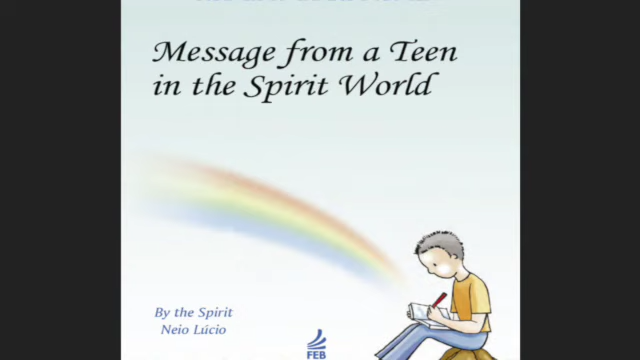 Message from a Teen
in the Spirit World
By the Spirit
Neio Lúcio
FEB